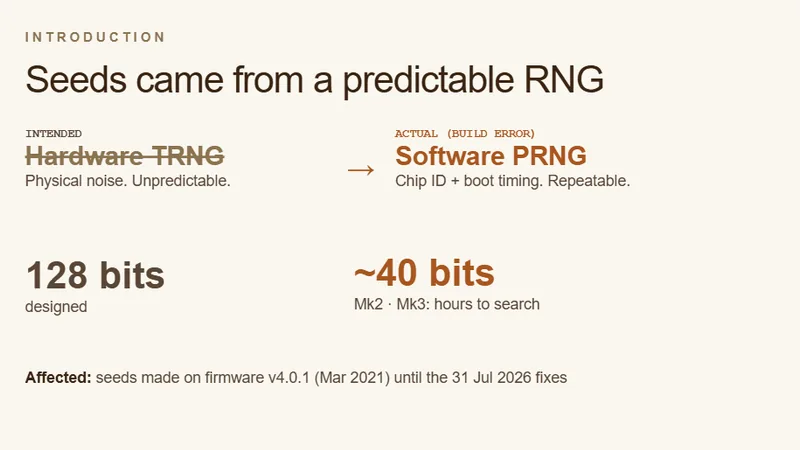 INTRODUCTION
Seeds came from a predictable RNG
INTENDED
Hardware TRNG
Physical noise. Unpredictable.
→
ACTUAL (BUILD ERROR)
Software PRNG
Chip ID + boot timing. Repeatable.
128 bits
designed
~40 bits
Mk2 · Mk3: hours to search
Affected: seeds made on firmware v4.0.1 (Mar 2021) until the 31 Jul 2026 fixes